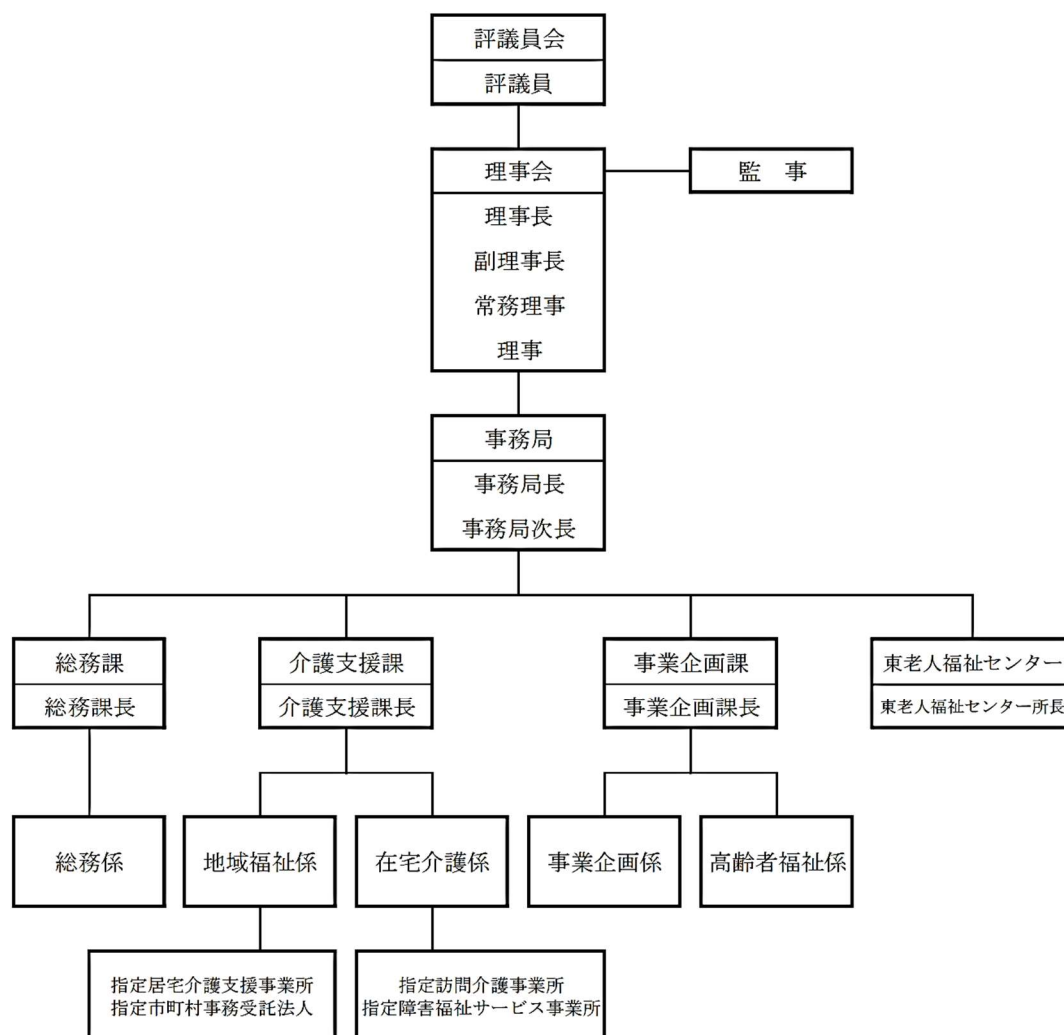 評議員会
評議員
理事会
監　事
理事長
副理事長
常務理事
理事
事務局
事務局長
事務局次長
総務課
総務課長
介護支援課
介護支援課長
事業企画課
事業企画課長
東老人福祉センター
東老人福祉センター所長
総務係
地域福祉係
在宅介護係
事業企画係
高齢者福祉係
指定居宅介護支援事業所
指定市町村事務受託法人
指定訪問介護事業所
指定障害福祉サービス事業所